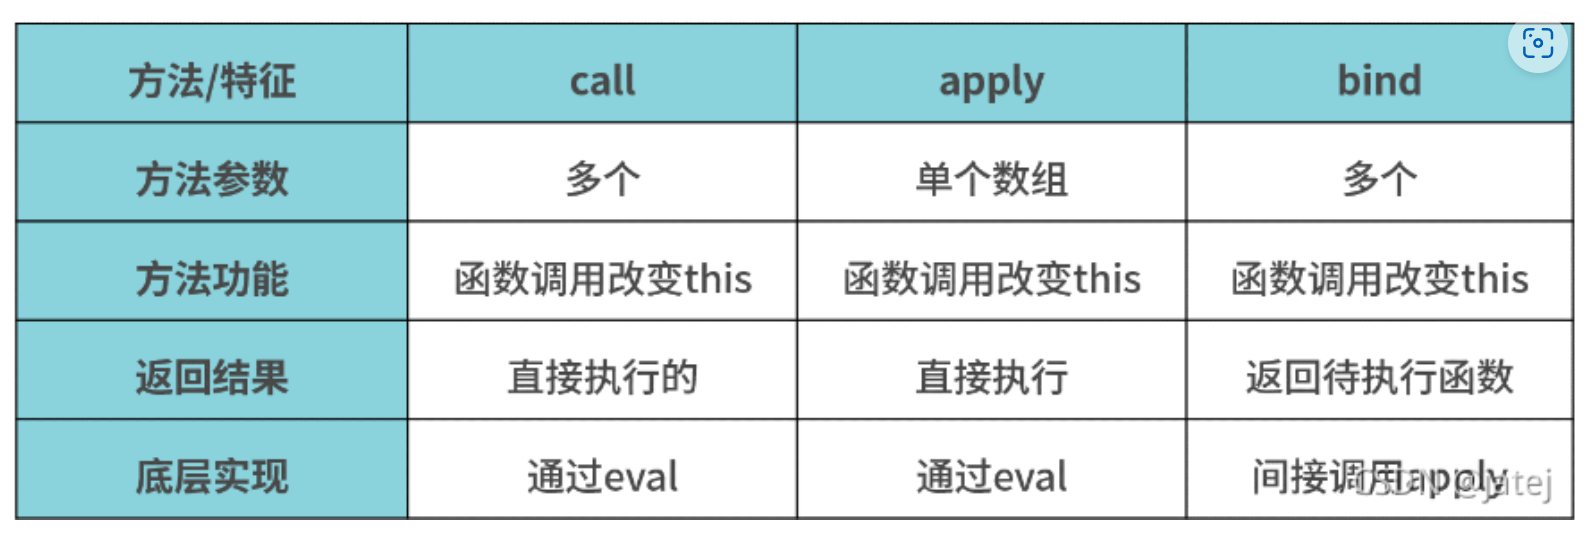 方法/特征 call apply bind
方法参数 多个 单个数组 多个
方法功能 函数调用改变this 函数调用改变this 函数调用改变this
返回结果 直接执行的 直接执行 返回待执行函数
底层实现 通过eval 通过eval 间接调用apply
CSDN @jatej